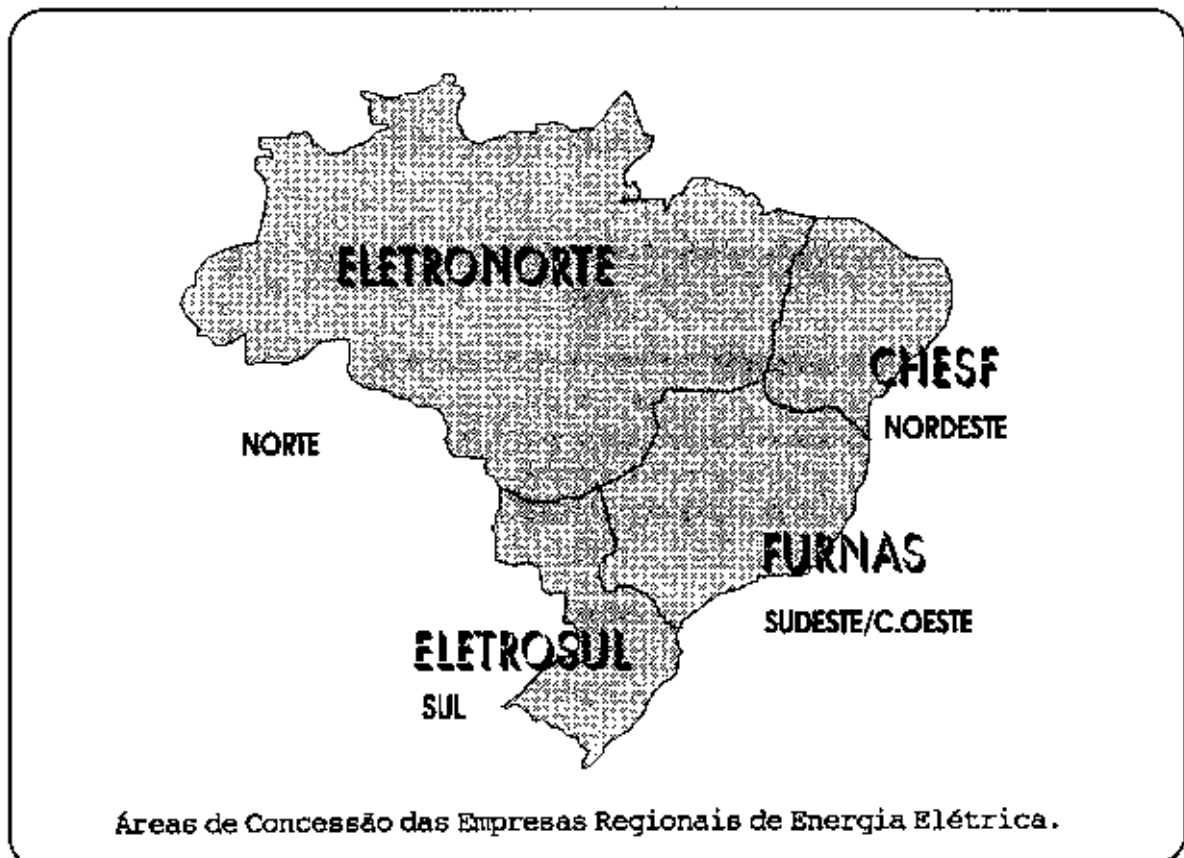 ELETRONORTE
CHESF
NORDESTE
NORTE
FURNAS
SUDESTE/C.OESTE
ELETROSUL
SUL
Áreas de Concessão das Empresas Regionais de Energia Elétrica.